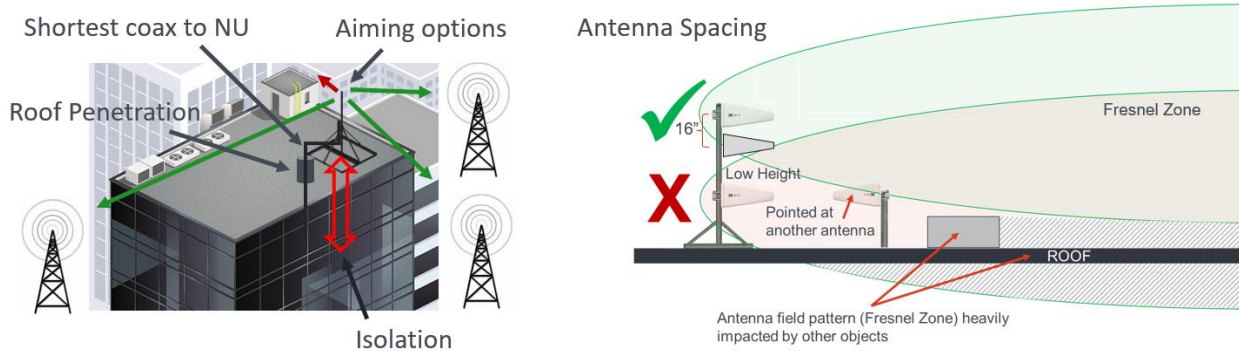 Shortest coax to NU
Aiming options
Roof Penetration
Isolation
Antenna Spacing
Fresnel Zone
16”
Low Height
X
Pointed at
another antenna
ROOF
Antenna field pattern (Fresnel Zone) heavily
impacted by other objects